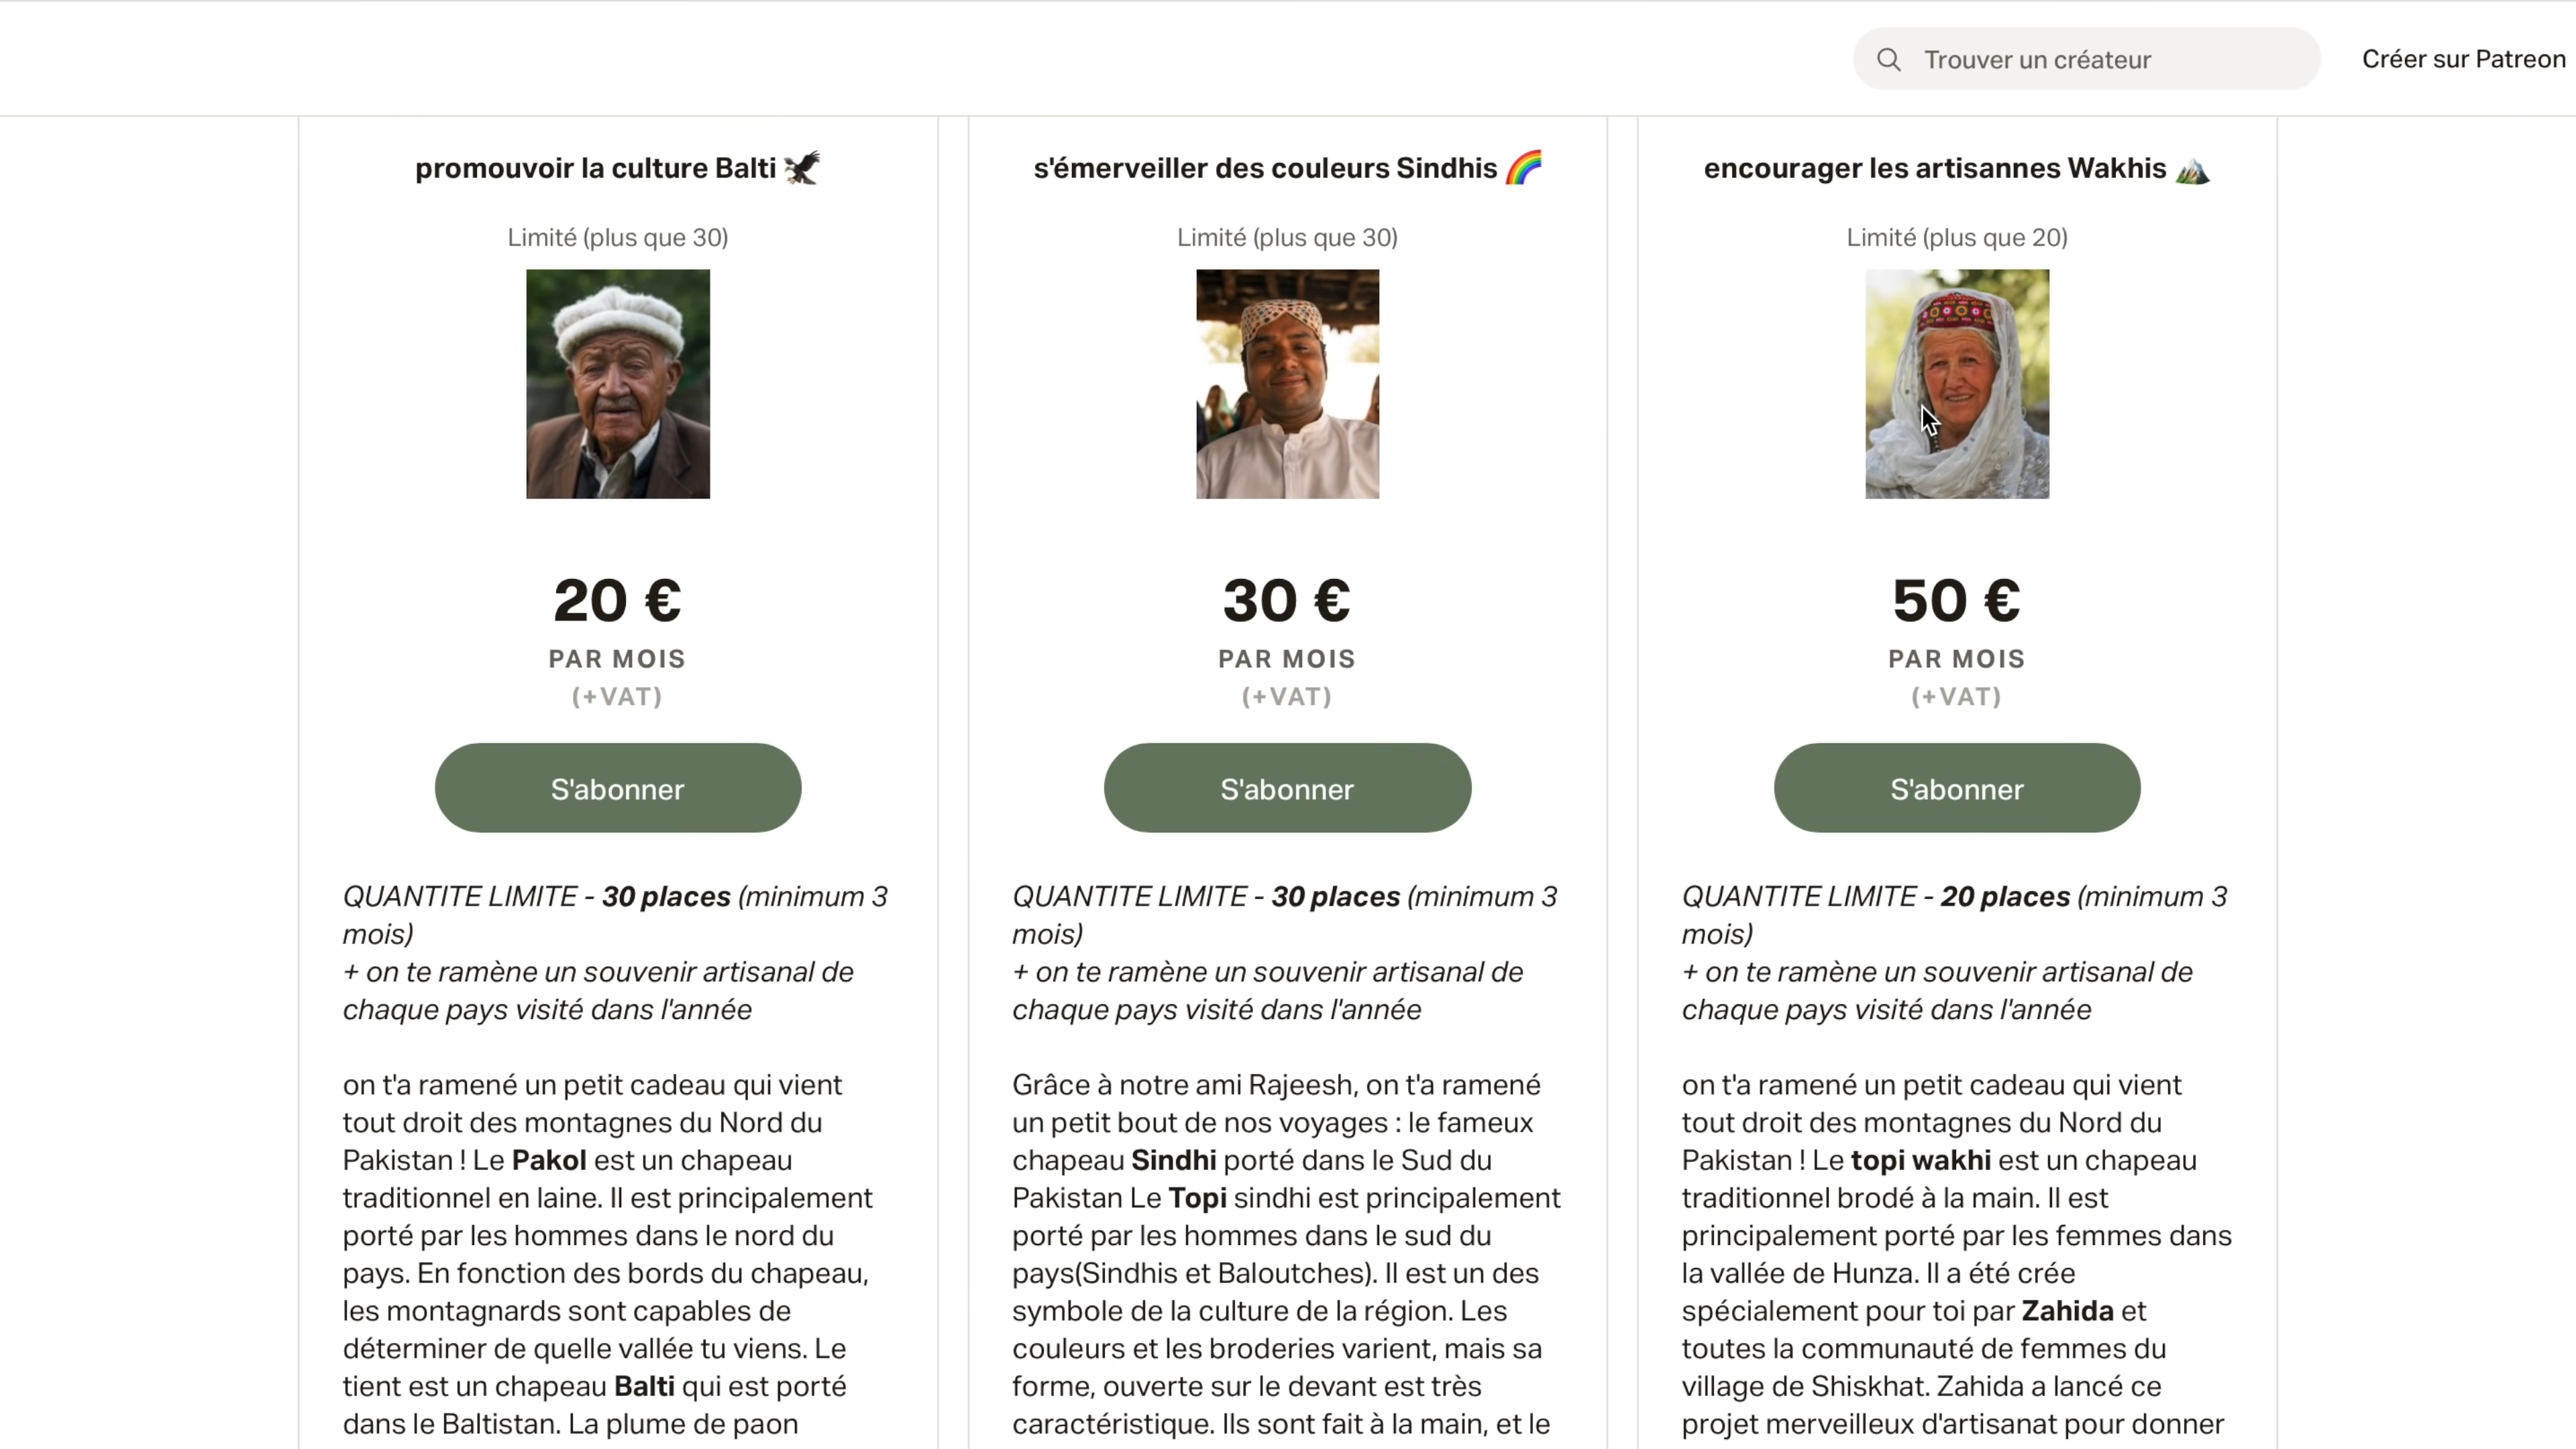 Trouver un créateur
Créer sur Patreon
promouvoir la culture Balti
Limité (plus que 30)
20 €
PAR MOIS
(+VAT)
S'abonner
QUANTITE LIMITE - 30 places (minimum 3
mois)
+ on te ramène un souvenir artisanal de
chaque pays visité dans l'année
on t'a ramené un petit cadeau qui vient
tout droit des montagnes du Nord du
Pakistan ! Le Pakol est un chapeau
traditionnel en laine. Il est principalement
porté par les hommes dans le nord du
pays. En fonction des bords du chapeau,
les montagnards sont capables de
déterminer de quelle vallée tu viens. Le
tient est un chapeau Balti qui est porté
dans le Baltistan. La plume de paon
s'émerveiller des couleurs Sindhis
Limité (plus que 30)
30 €
PAR MOIS
(+VAT)
S'abonner
QUANTITE LIMITE - 30 places (minimum 3
mois)
+ on te ramène un souvenir artisanal de
chaque pays visité dans l'année
Grâce à notre ami Rajeesh, on t'a ramené
un petit bout de nos voyages : le fameux
chapeau Sindhi porté dans le Sud du
Pakistan Le Topi sindhi est principalement
porté par les hommes dans le sud du
pays(Sindhis et Baloutches). Il est un des
symbole de la culture de la région. Les
couleurs et les broderies varient, mais sa
forme, ouverte sur le devant est très
caractéristique. Ils sont fait à la main, et le
encourager les artisannes Wakhis
Limité (plus que 20)
50 €
PAR MOIS
(+VAT)
S'abonner
QUANTITE LIMITE - 20 places (minimum 3
mois)
+ on te ramène un souvenir artisanal de
chaque pays visité dans l'année
on t'a ramené un petit cadeau qui vient
tout droit des montagnes du Nord du
Pakistan ! Le topi wakhi est un chapeau
traditionnel brodé à la main. Il est
principalement porté par les femmes dans
la vallée de Hunza. Il a été crée
spécialement pour toi par Zahida et
toutes la communauté de femmes du
village de Shiskhat. Zahida a lancé ce
projet merveilleux d'artisanat pour donner